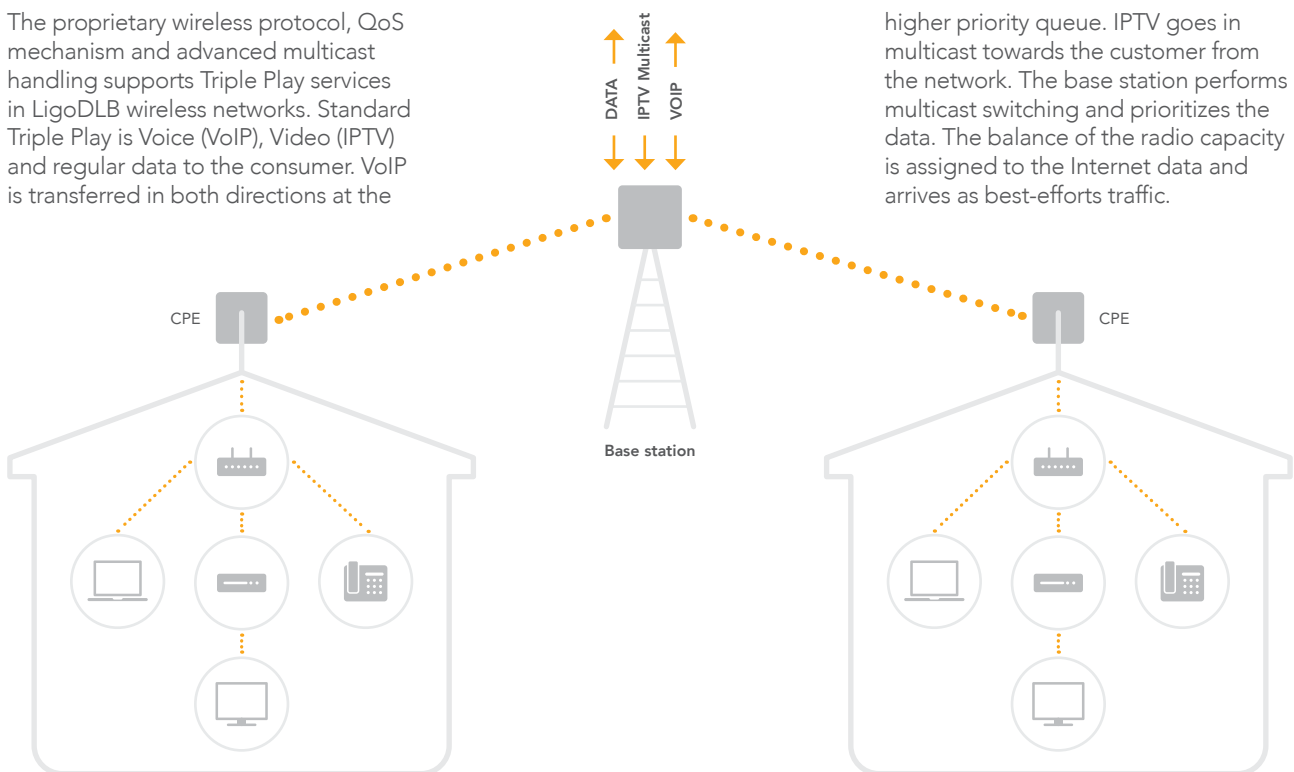 The proprietary wireless protocol, QoS
mechanism and advanced multicast
handling supports Triple Play services
in LigoDLB wireless networks. Standard
Triple Play is Voice (VoIP), Video (IPTV)
and regular data to the consumer. VoIP
is transferred in both directions at the
higher priority queue. IPTV goes in
multicast towards the customer from
the network. The base station performs
multicast switching and prioritizes the
data. The balance of the radio capacity
is assigned to the Internet data and
arrives as best-efforts traffic.
DATA
IPTV Multicast
VOIP
CPE
CPE
Base station